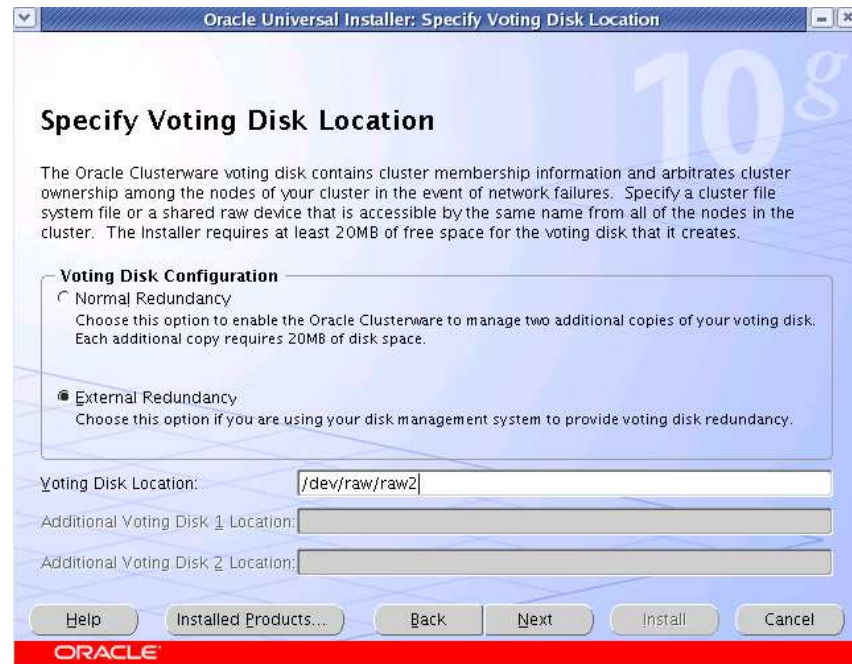 Oracle Universal Installer: Specify Voting Disk Location
10g
Specify Voting Disk Location
The Oracle Clusterware voting disk contains cluster membership information and arbitrates cluster
ownership among the nodes of your cluster in the event of network failures. Specify a cluster file
system file or a shared raw device that is accessible by the same name from all of the nodes in the
cluster. The Installer requires at least 20MB of free space for the voting disk that it creates.
Voting Disk Configuration
Normal Redundancy
Choose this option to enable the Oracle Clusterware to manage two additional copies of your voting disk.
Each additional copy requires 20MB of disk space.
External Redundancy
Choose this option if you are using your disk management system to provide voting disk redundancy.
Voting Disk Location: /dev/raw/raw2
Additional Voting Disk 1 Location:
Additional Voting Disk 2 Location:
Help Installed Products... Back Next Install Cancel
ORACLE